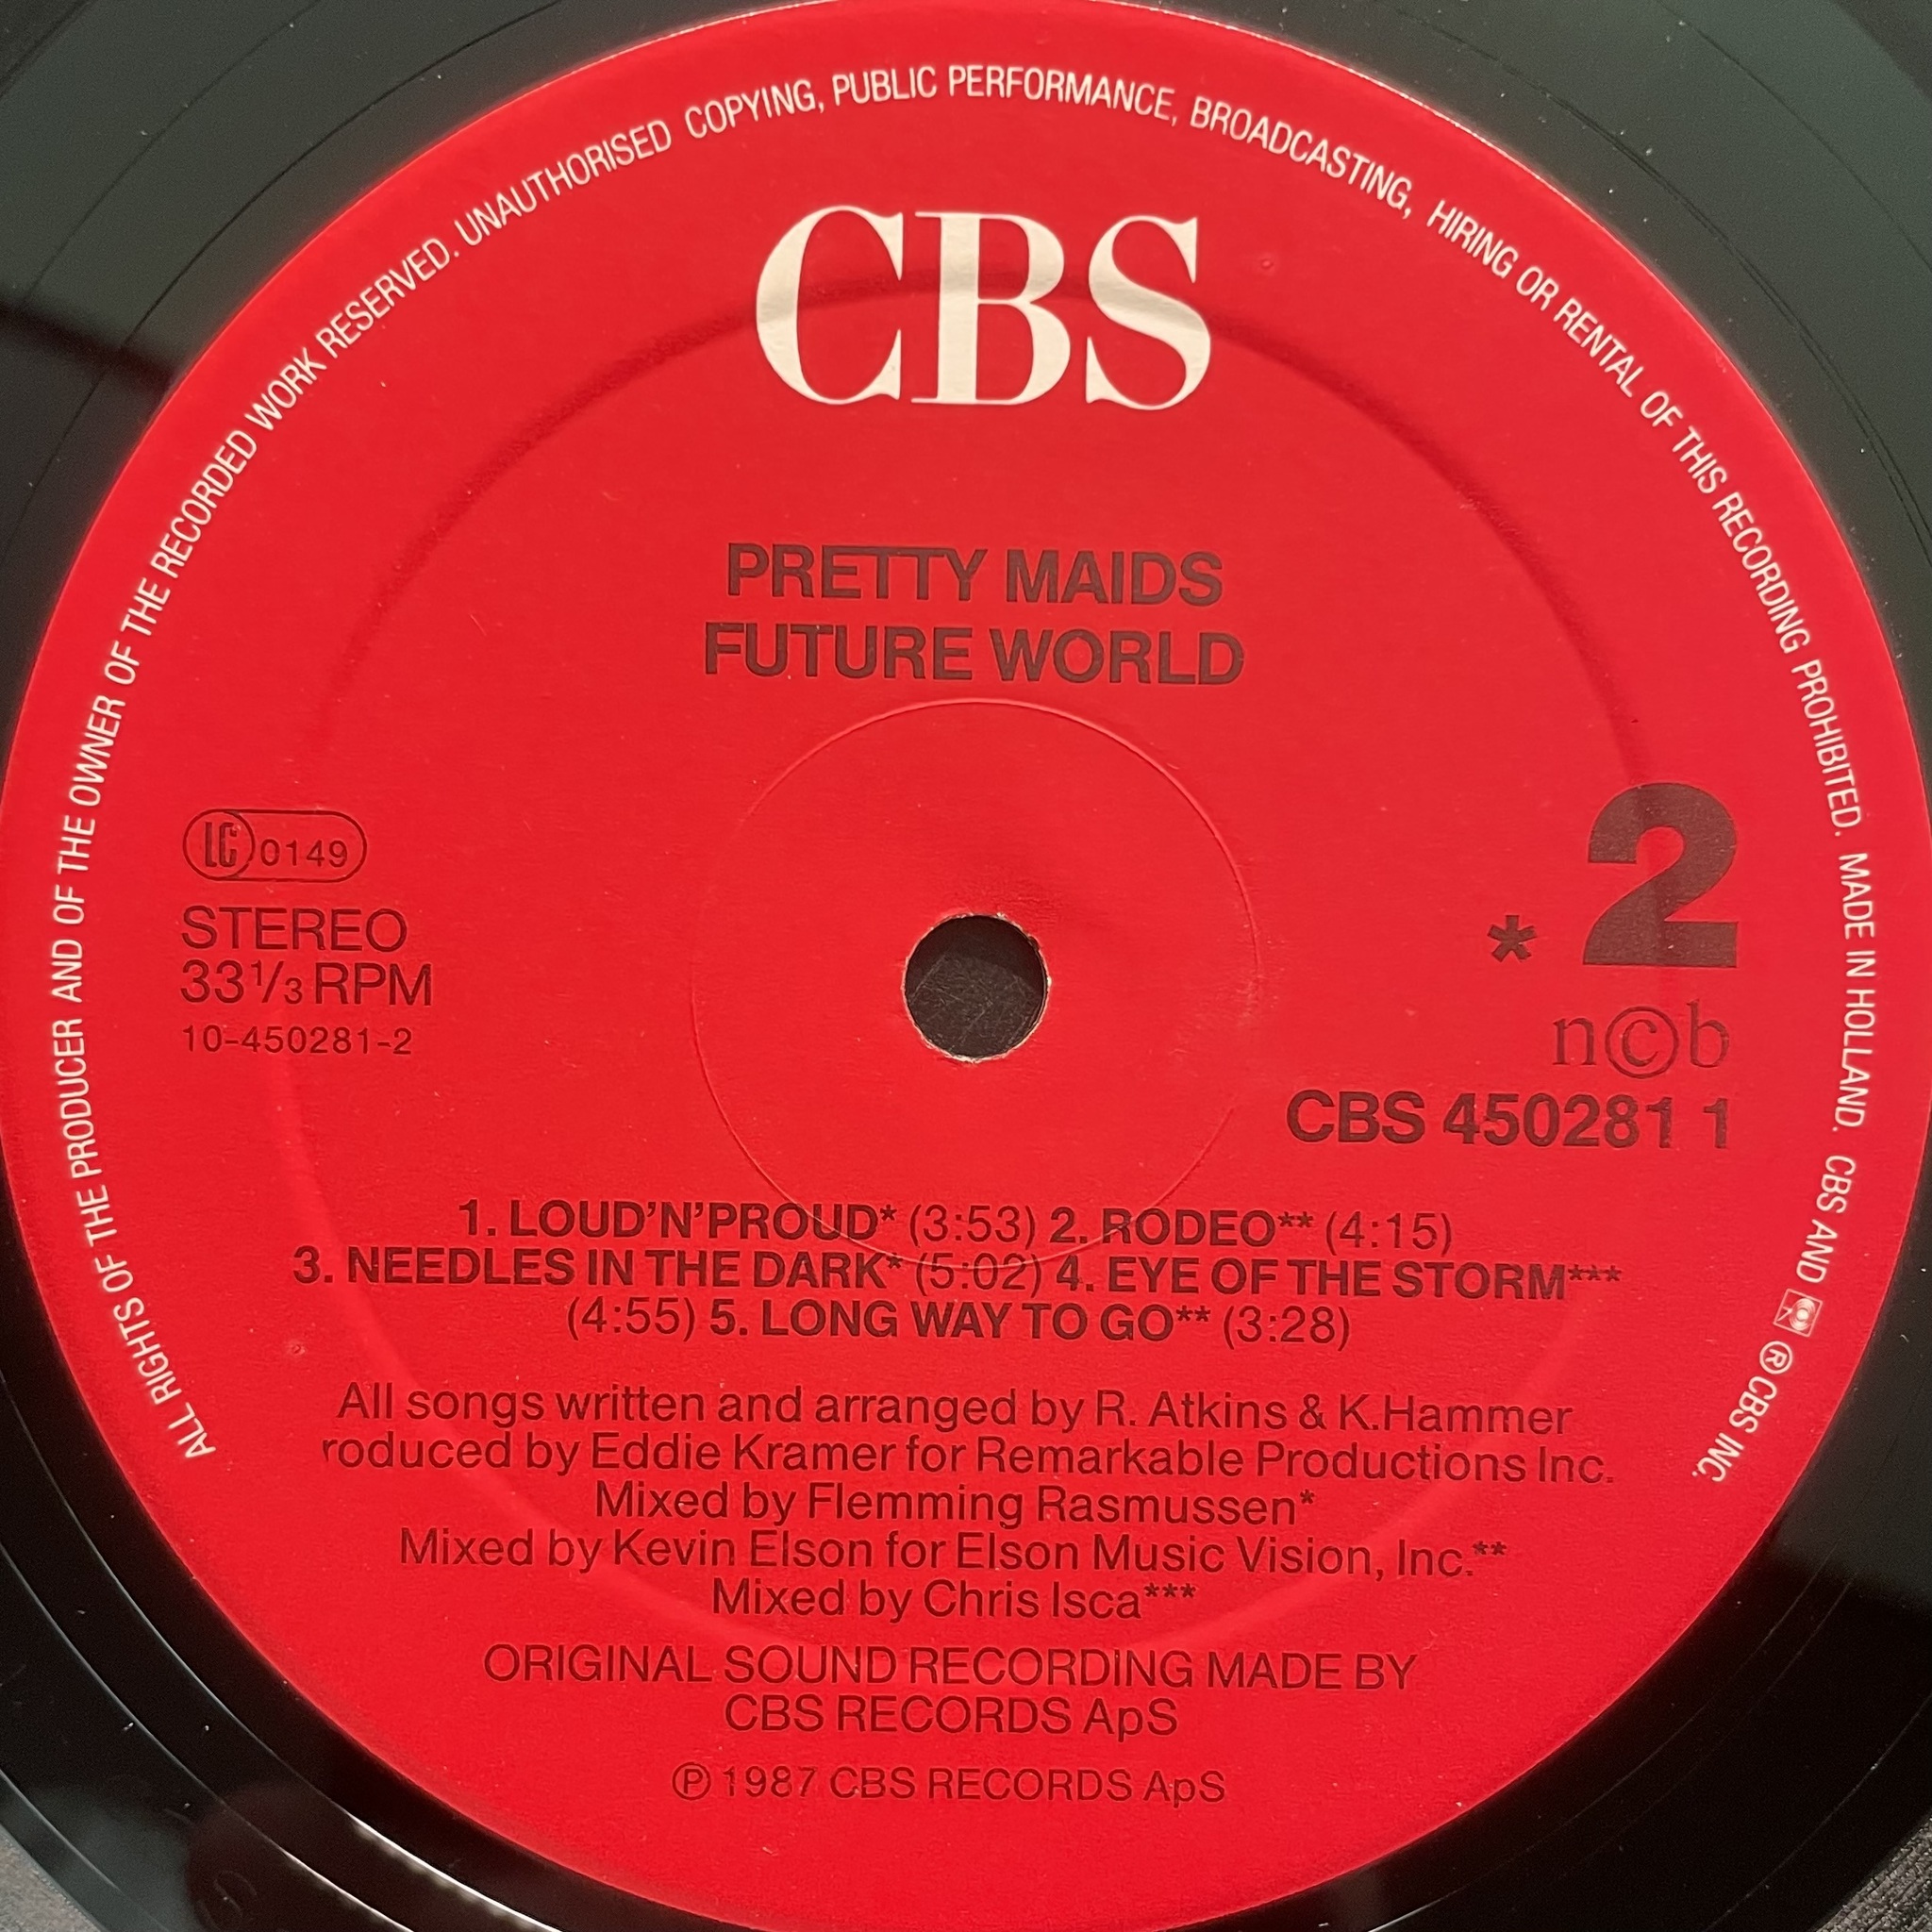 ALL RIGHTS OF THE PRODUCER AND OF THE OWNER OF THE RECORDED WORK RESERVED. UNAUTHORISED COPYING, PUBLIC PERFORMANCE, BROADCASTING, HIRING OR RENTAL OF THIS RECORDING PROHIBITED. MADE IN HOLLAND. CBS AND ® CBS INC.
CBS
PRETTY MAIDS
FUTURE WORLD
LC 0149
STEREO
33 1/3 RPM
10-450281-2
* 2
n©b
CBS 450281 1
1. LOUD'N'PROUD* (3:53) 2. RODEO** (4:15)
3. NEEDLES IN THE DARK* (5:02) 4. EYE OF THE STORM***
(4:55) 5. LONG WAY TO GO** (3:28)
All songs written and arranged by R. Atkins & K.Hammer
roduced by Eddie Kramer for Remarkable Productions Inc.
Mixed by Flemming Rasmussen*
Mixed by Kevin Elson for Elson Music Vision, Inc.**
Mixed by Chris Isca***
ORIGINAL SOUND RECORDING MADE BY
CBS RECORDS ApS
℗ 1987 CBS RECORDS ApS